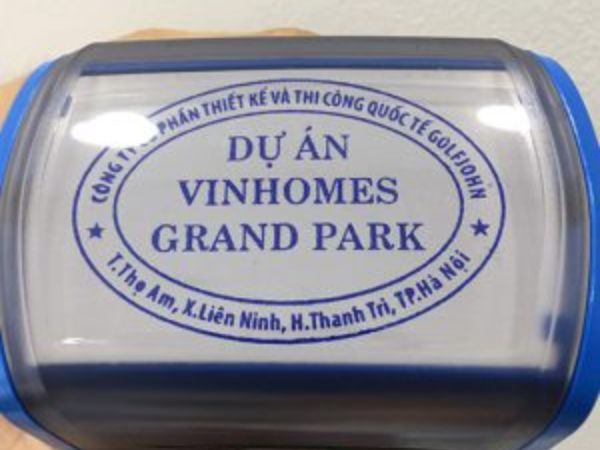 CÔNG TY CỔ PHẦN THIẾT KẾ VÀ THI CÔNG QUỐC TẾ GOLFJOHN
DỰ ÁN
VINHOMES
GRAND PARK
T.Thọ Am, X.Liên Ninh, H.Thanh Trì, TP.Hà Nội